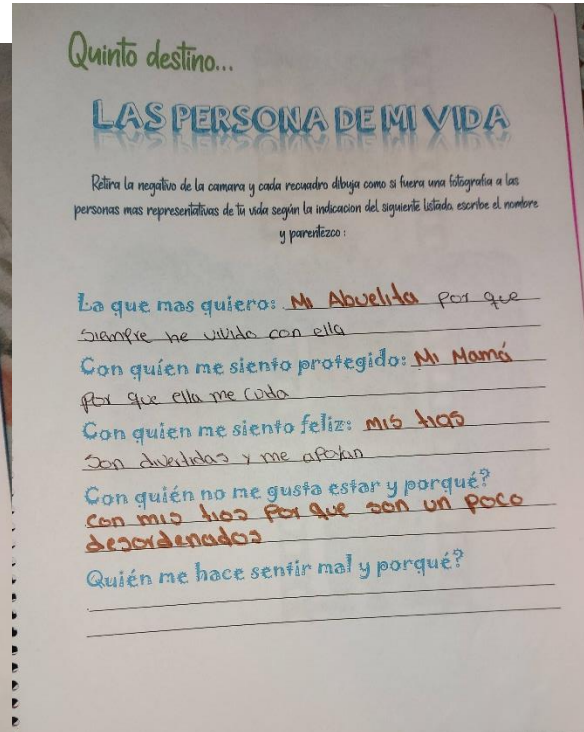 Quinto destino...
LAS PERSONA DE MI VIDA
Retira la negativo de la camara y cada recuadro dibuja como si fuera una fotografia a las
personas mas representativas de tu vida según la indicacion del siguiente listado, escribe el nombre
y parentezco :
La que mas quiero: Mi Abuelita por que
siempre he vivido con ella
Con quíen me siento protegido: Mi Mamá
por que ella me cuida
Con quien me siento feliz: mis tias
Son divertidas y me apoyan
Con quién no me gusta estar y porqué?
con mis tios por que son un poco
desordenados
Quién me hace sentir mal y porqué?